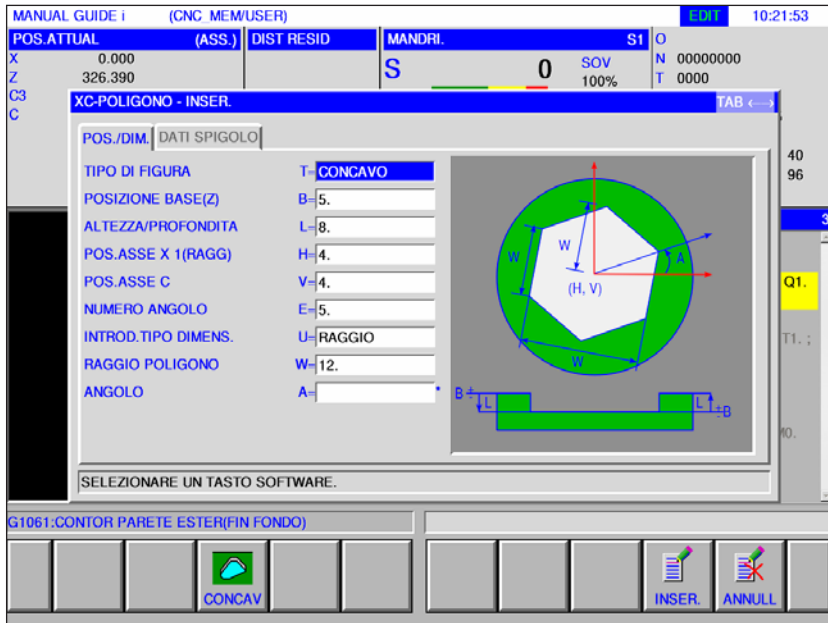 MANUAL GUIDE i (CNC_MEM/USER) EDIT 10:21:53
POS.ATTUAL (ASS.) DIST RESID MANDRI. S1 O
X 0.000 N 00000000
Z 326.390 S 0 SOV 100% T 0000
C3
C
XC-POLIGONO - INSER. TAB ←→
POS./DIM. DATI SPIGOLO
TIPO DI FIGURA T= CONCAVO
POSIZIONE BASE(Z) B= 5.
ALTEZZA/PROFONDITA L= 8.
POS.ASSE X 1(RAGG) H= 4.
POS.ASSE C V= 4.
NUMERO ANGOLO E= 5.
INTROD.TIPO DIMENS. U= RAGGIO
RAGGIO POLIGONO W= 12.
ANGOLO A= *
W
W
A
(H, V)
W
B ± L L ±B
40
96
3
Q1.
T1. ;
M0.
SELEZIONARE UN TASTO SOFTWARE.
G1061:CONTOR PARETE ESTER(FIN FONDO)
CONCAV INSER. ANNULL